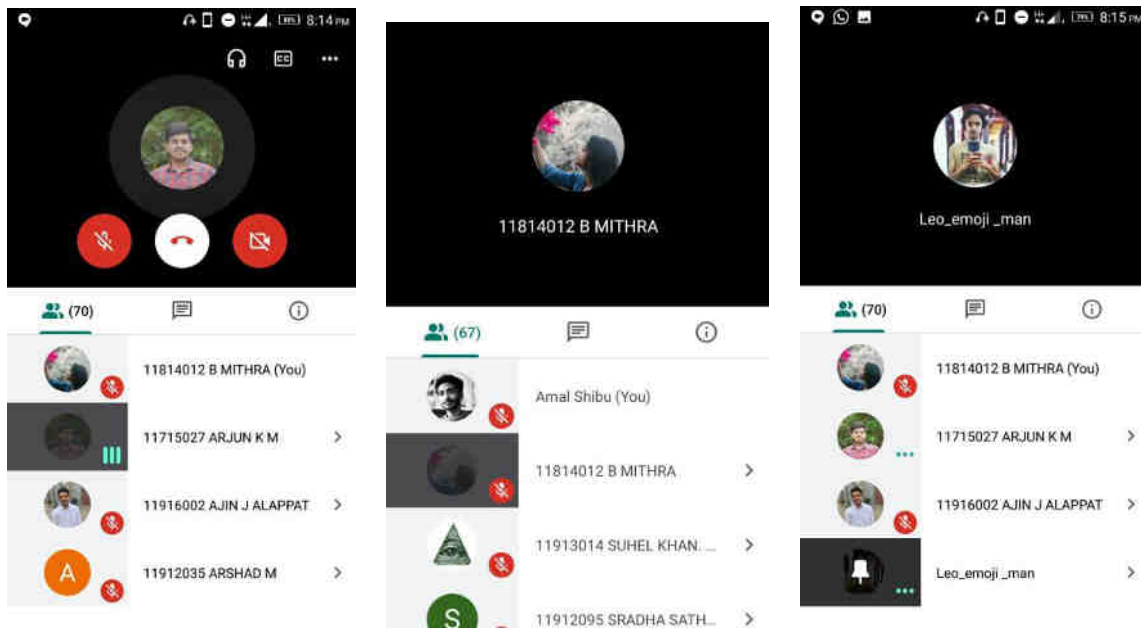 8:14 PM
CC
(70)
11814012 B MITHRA (You)
11715027 ARJUN K M
11916002 AJIN J ALAPPAT
A
11912035 ARSHAD M
11814012 B MITHRA
(67)
Amal Shibu (You)
11814012 B MITHRA
11913014 SUHEL KHAN. ...
S
11912095 SRADHA SATH...
8:15 PM
Leo_emoji _man
(70)
11814012 B MITHRA (You)
11715027 ARJUN K M
11916002 AJIN J ALAPPAT
Leo_emoji _man